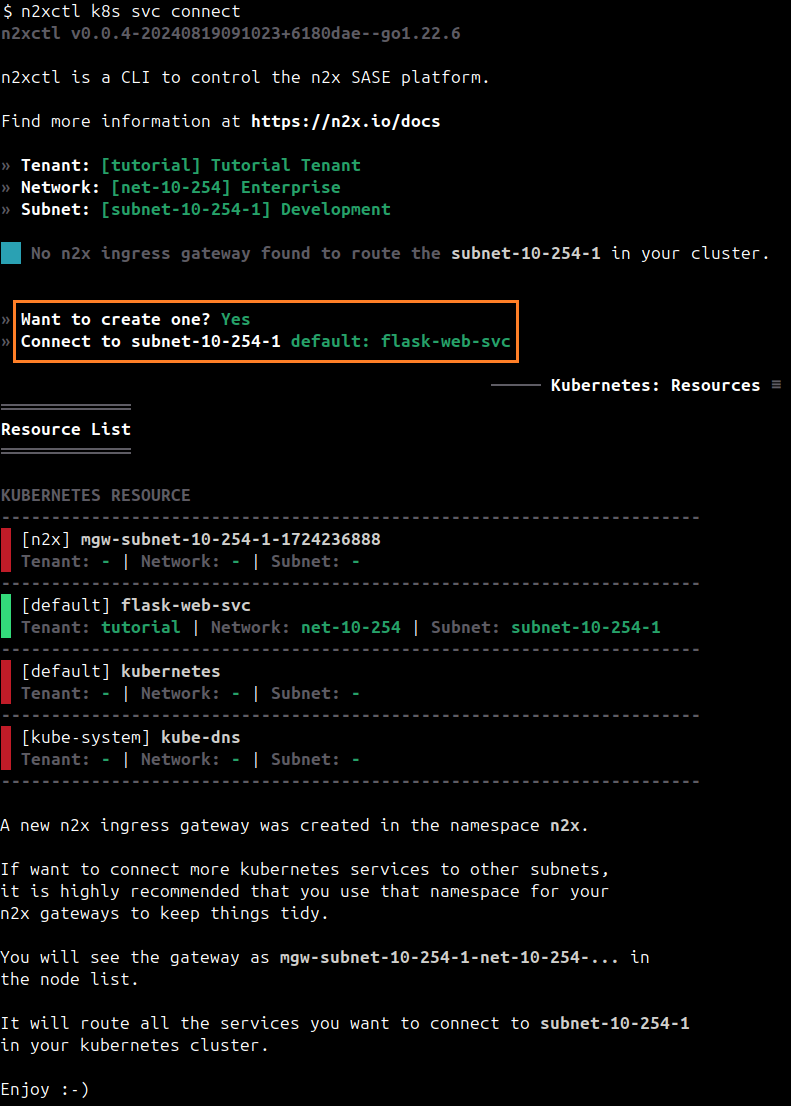 $ n2xctl k8s svc connect
n2xctl v0.0.4-20240819091023+6180dae--go1.22.6
n2xctl is a CLI to control the n2x SASE platform.
Find more information at https://n2x.io/docs
» Tenant: [tutorial] Tutorial Tenant
» Network: [net-10-254] Enterprise
» Subnet: [subnet-10-254-1] Development
No n2x ingress gateway found to route the subnet-10-254-1 in your cluster.
» Want to create one? Yes
» Connect to subnet-10-254-1 default: flask-web-svc
Kubernetes: Resources ≡
Resource List
KUBERNETES RESOURCE
----------------------------------------------------------------------
[n2x] mgw-subnet-10-254-1-1724236888
Tenant: - | Network: - | Subnet: -
----------------------------------------------------------------------
[default] flask-web-svc
Tenant: tutorial | Network: net-10-254 | Subnet: subnet-10-254-1
----------------------------------------------------------------------
[default] kubernetes
Tenant: - | Network: - | Subnet: -
----------------------------------------------------------------------
[kube-system] kube-dns
Tenant: - | Network: - | Subnet: -
----------------------------------------------------------------------
A new n2x ingress gateway was created in the namespace n2x.
If want to connect more kubernetes services to other subnets,
it is highly recommended that you use that namespace for your
n2x gateways to keep things tidy.
You will see the gateway as mgw-subnet-10-254-1-net-10-254-... in
the node list.
It will route all the services you want to connect to subnet-10-254-1
in your kubernetes cluster.
Enjoy :-)